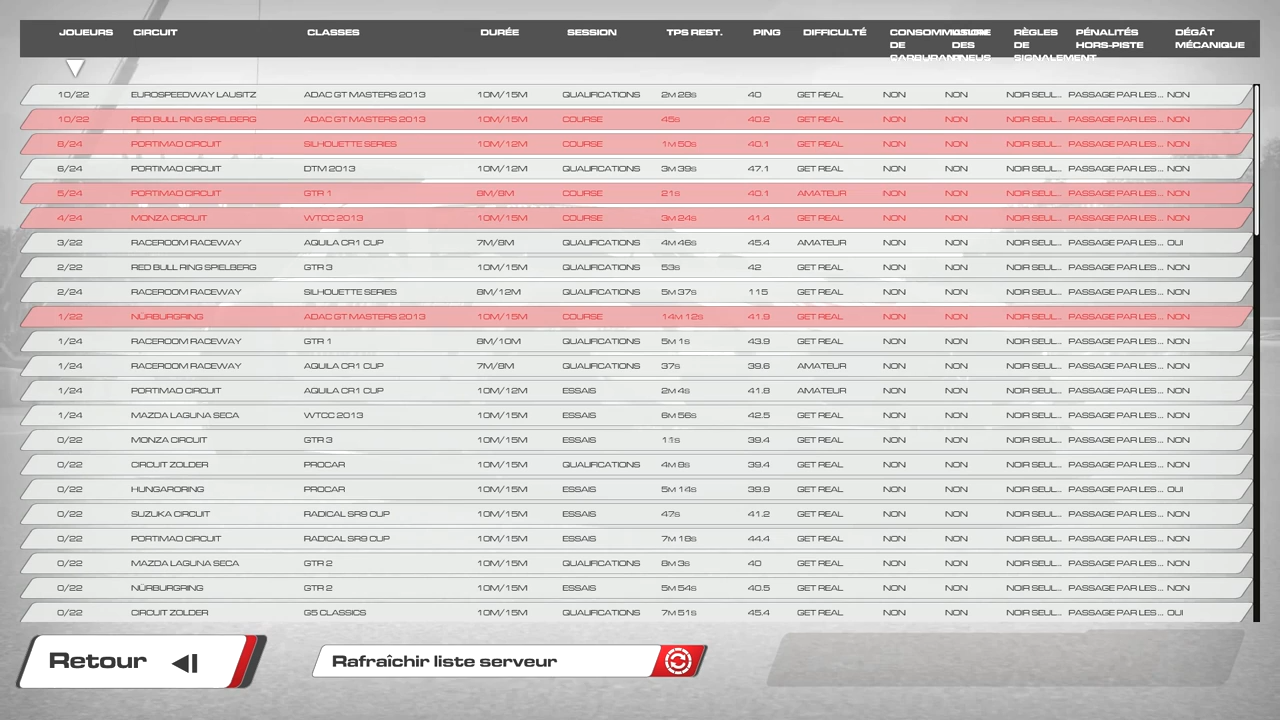 JOUEURS CIRCUIT CLASSES DURÉE SESSION TPS REST. PING DIFFICULTÉ CONSOMMATION DE CARBURANT USURE DES PNEUS RÈGLES DE SIGNALEMENT PÉNALITÉS HORS-PISTE DÉGÂT MÉCANIQUE
10/22 EUROSPEEDWAY LAUSITZ ADAC GT MASTERS 2013 10M/15M QUALIFICATIONS 2M 28S 40 GET REAL NON NON NOIR SEUL... PASSAGE PAR LES... NON
10/22 RED BULL RING SPIELBERG ADAC GT MASTERS 2013 10M/15M COURSE 45S 40.2 GET REAL NON NON NOIR SEUL... PASSAGE PAR LES... NON
8/24 PORTIMAO CIRCUIT SILHOUETTE SERIES 10M/12M COURSE 1M 50S 40.1 GET REAL NON NON NOIR SEUL... PASSAGE PAR LES... NON
6/24 PORTIMAO CIRCUIT DTM 2013 10M/12M QUALIFICATIONS 3M 39S 47.1 GET REAL NON NON NOIR SEUL... PASSAGE PAR LES... NON
5/24 PORTIMAO CIRCUIT GTR 1 8M/8M COURSE 21S 40.1 AMATEUR NON NON NOIR SEUL... PASSAGE PAR LES... NON
4/24 MONZA CIRCUIT WTCC 2013 10M/15M COURSE 3M 24S 41.4 GET REAL NON NON NOIR SEUL... PASSAGE PAR LES... NON
3/22 RACEROOM RACEWAY AQUILA CR1 CUP 7M/8M QUALIFICATIONS 4M 46S 45.4 AMATEUR NON NON NOIR SEUL... PASSAGE PAR LES... OUI
2/22 RED BULL RING SPIELBERG GTR 3 10M/15M QUALIFICATIONS 53S 42 GET REAL NON NON NOIR SEUL... PASSAGE PAR LES... NON
2/24 RACEROOM RACEWAY SILHOUETTE SERIES 8M/12M QUALIFICATIONS 5M 37S 115 GET REAL NON NON NOIR SEUL... PASSAGE PAR LES... NON
1/22 NÜRBURGRING ADAC GT MASTERS 2013 10M/15M COURSE 14M 12S 41.9 GET REAL NON NON NOIR SEUL... PASSAGE PAR LES... NON
1/24 RACEROOM RACEWAY GTR 1 8M/10M QUALIFICATIONS 5M 1S 43.9 GET REAL NON NON NOIR SEUL... PASSAGE PAR LES... NON
1/24 RACEROOM RACEWAY AQUILA CR1 CUP 7M/8M QUALIFICATIONS 37S 39.6 AMATEUR NON NON NOIR SEUL... PASSAGE PAR LES... NON
1/24 PORTIMAO CIRCUIT AQUILA CR1 CUP 10M/12M ESSAIS 2M 4S 41.8 AMATEUR NON NON NOIR SEUL... PASSAGE PAR LES... NON
1/24 MAZDA LAGUNA SECA WTCC 2013 10M/15M ESSAIS 6M 56S 42.5 GET REAL NON NON NOIR SEUL... PASSAGE PAR LES... NON
0/22 MONZA CIRCUIT GTR 3 10M/15M ESSAIS 11S 39.4 GET REAL NON NON NOIR SEUL... PASSAGE PAR LES... NON
0/22 CIRCUIT ZOLDER PROCAR 10M/15M QUALIFICATIONS 4M 8S 39.4 GET REAL NON NON NOIR SEUL... PASSAGE PAR LES... NON
0/22 HUNGARORING PROCAR 10M/15M ESSAIS 5M 14S 39.9 GET REAL NON NON NOIR SEUL... PASSAGE PAR LES... OUI
0/22 SUZUKA CIRCUIT RADICAL SR9 CUP 10M/15M ESSAIS 47S 41.2 GET REAL NON NON NOIR SEUL... PASSAGE PAR LES... NON
0/22 PORTIMAO CIRCUIT RADICAL SR9 CUP 10M/15M ESSAIS 7M 18S 44.4 GET REAL NON NON NOIR SEUL... PASSAGE PAR LES... NON
0/22 MAZDA LAGUNA SECA GTR 2 10M/15M QUALIFICATIONS 8M 3S 40 GET REAL NON NON NOIR SEUL... PASSAGE PAR LES... NON
0/22 NÜRBURGRING GTR 2 10M/15M ESSAIS 5M 54S 40.5 GET REAL NON NON NOIR SEUL... PASSAGE PAR LES... NON
0/22 CIRCUIT ZOLDER G5 CLASSICS 10M/15M QUALIFICATIONS 7M 51S 45.4 GET REAL NON NON NOIR SEUL... PASSAGE PAR LES... OUI
Retour Rafraîchir liste serveur